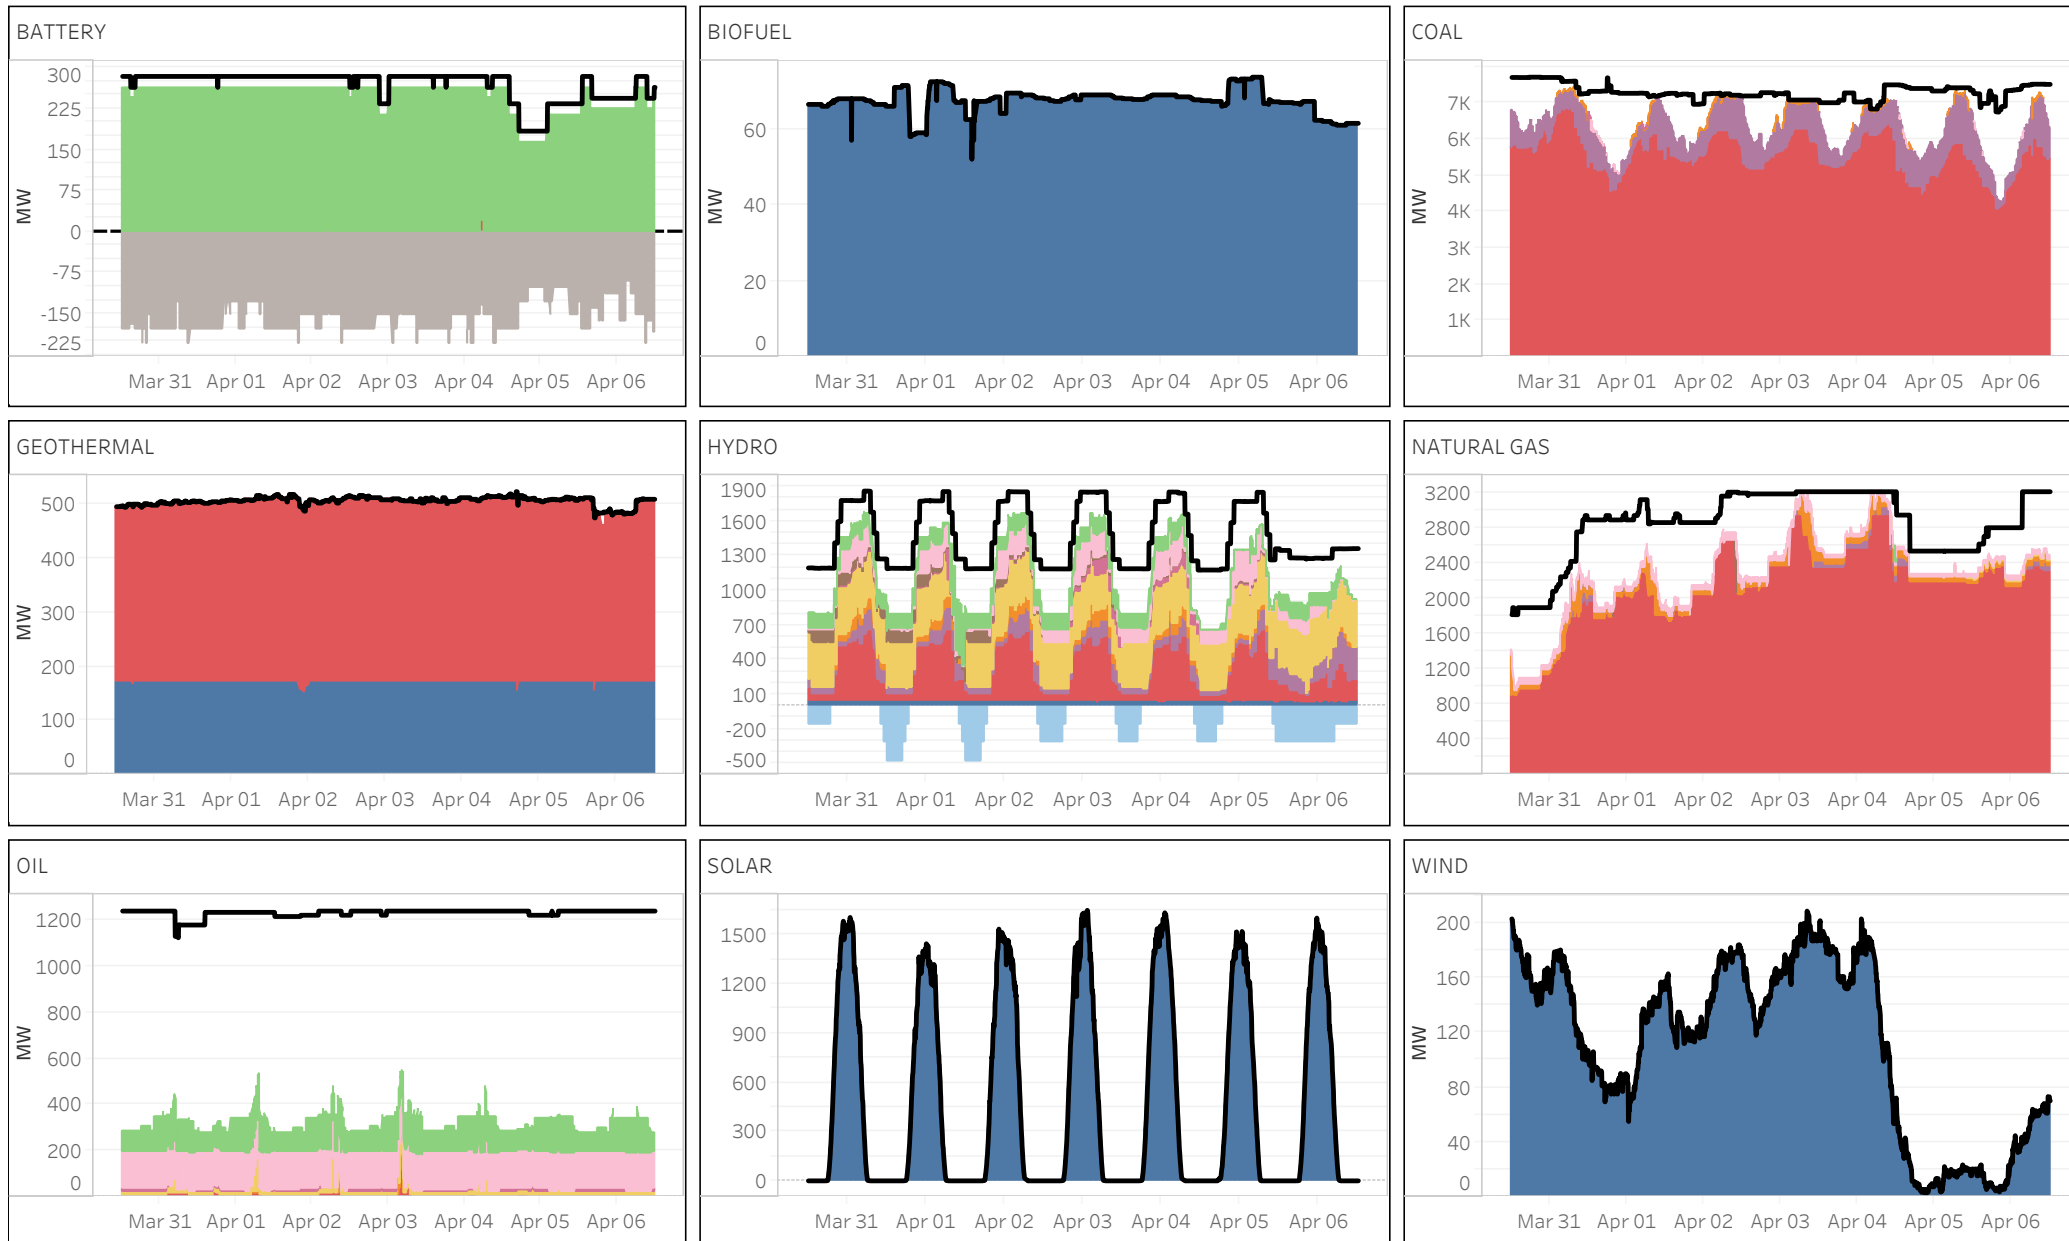 BATTERY
300
225
150
75
0
-75
-150
-225
MW
Mar 31 Apr 01 Apr 02 Apr 03 Apr 04 Apr 05 Apr 06
BIOFUEL
60
40
20
0
MW
Mar 31 Apr 01 Apr 02 Apr 03 Apr 04 Apr 05 Apr 06
COAL
7K
6K
5K
4K
3K
2K
1K
MW
Mar 31 Apr 01 Apr 02 Apr 03 Apr 04 Apr 05 Apr 06
GEOTHERMAL
500
400
300
200
100
0
MW
Mar 31 Apr 01 Apr 02 Apr 03 Apr 04 Apr 05 Apr 06
HYDRO
1900
1600
1300
1000
700
400
100
-200
-500
Mar 31 Apr 01 Apr 02 Apr 03 Apr 04 Apr 05 Apr 06
NATURAL GAS
3200
2800
2400
2000
1600
1200
800
400
Mar 31 Apr 01 Apr 02 Apr 03 Apr 04 Apr 05 Apr 06
OIL
1200
1000
800
600
400
200
0
MW
Mar 31 Apr 01 Apr 02 Apr 03 Apr 04 Apr 05 Apr 06
SOLAR
1500
1200
900
600
300
0
Mar 31 Apr 01 Apr 02 Apr 03 Apr 04 Apr 05 Apr 06
WIND
200
160
120
80
40
0
MW
Mar 31 Apr 01 Apr 02 Apr 03 Apr 04 Apr 05 Apr 06